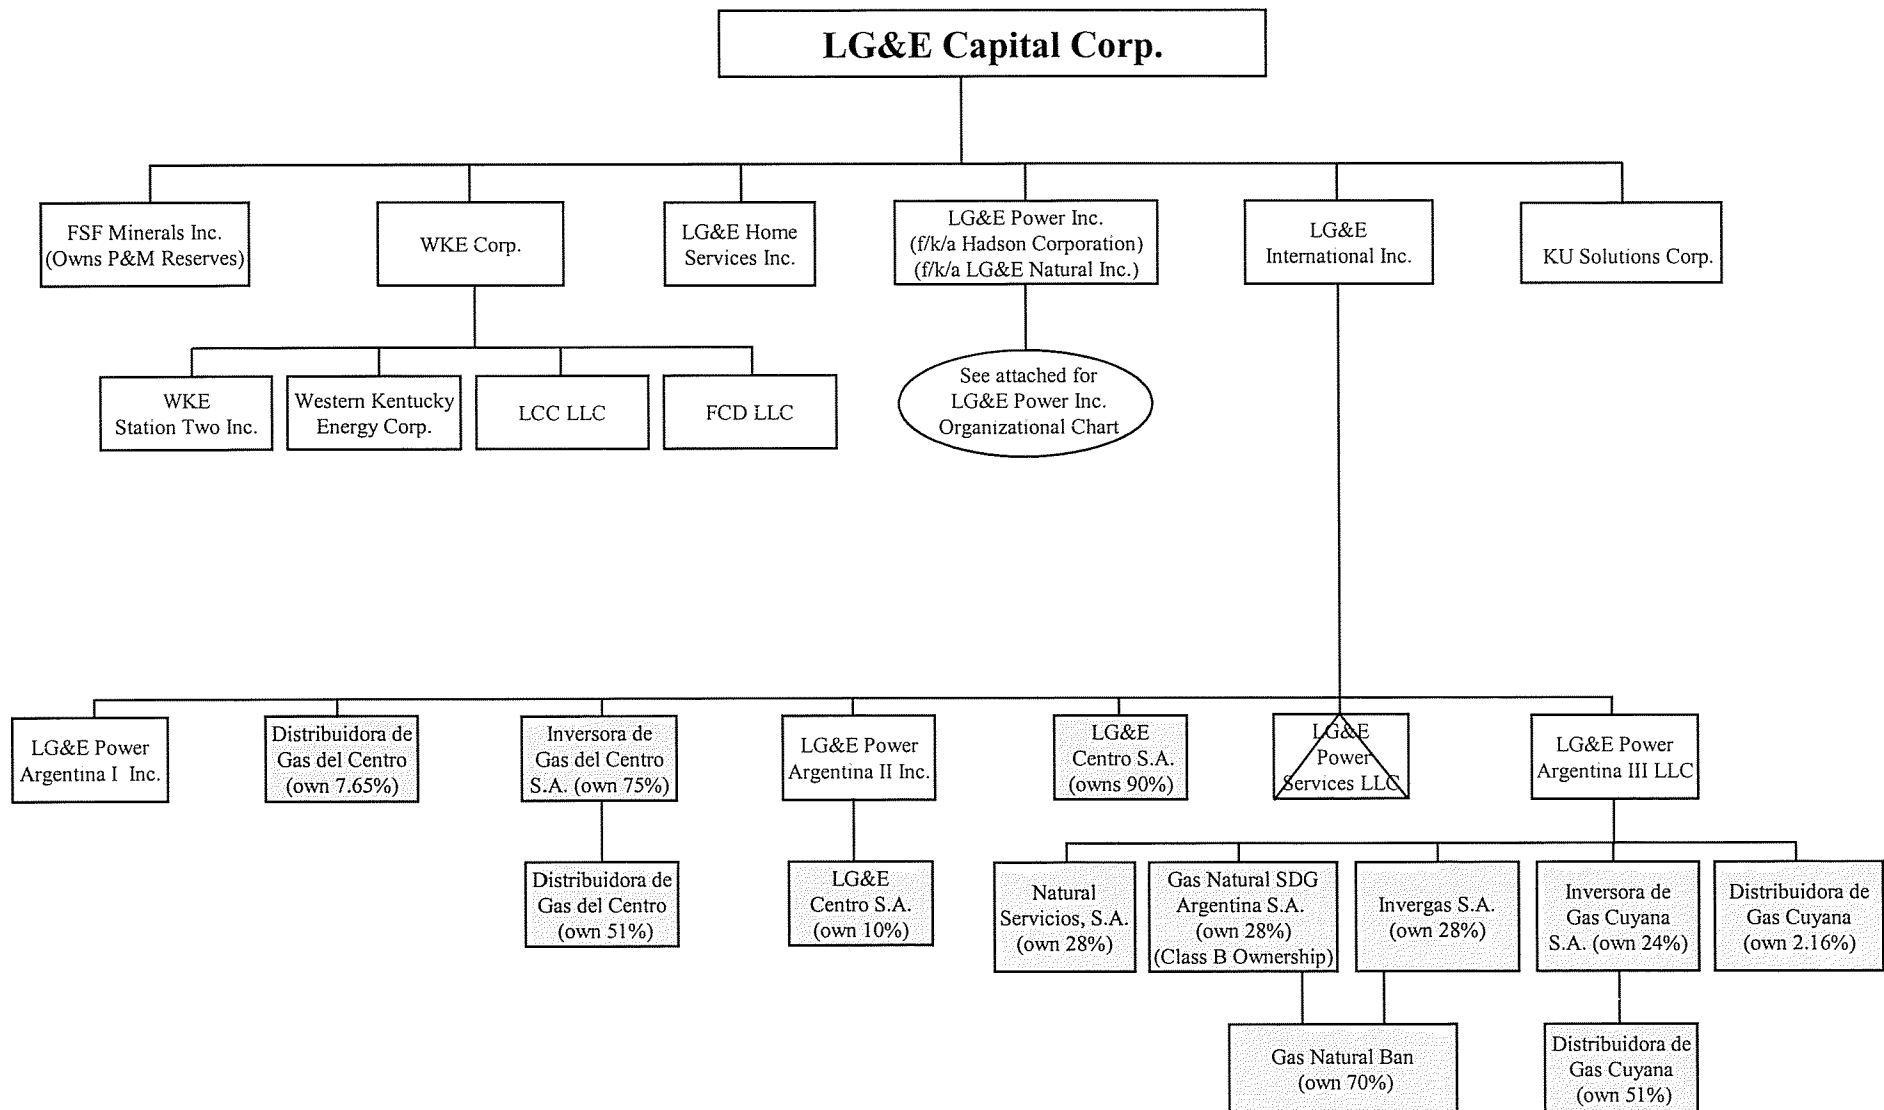 LG&E Capital Corp.
FSF Minerals Inc.
(Owns P&M Reserves)
WKE Corp.
LG&E Home
Services Inc.
LG&E Power Inc.
(f/k/a Hadson Corporation)
(f/k/a LG&E Natural Inc.)
LG&E
International Inc.
KU Solutions Corp.
WKE
Station Two Inc.
Western Kentucky
Energy Corp.
LCC LLC
FCD LLC
See attached for
LG&E Power Inc.
Organizational Chart
LG&E Power
Argentina I Inc.
Distribuidora de
Gas del Centro
(own 7.65%)
Inversora de
Gas del Centro
S.A. (own 75%)
LG&E Power
Argentina II Inc.
LG&E
Centro S.A.
(owns 90%)
LG&E
Power
Services LLC
LG&E Power
Argentina III LLC
Distribuidora de
Gas del Centro
(own 51%)
LG&E
Centro S.A.
(own 10%)
Natural
Servicios, S.A.
(own 28%)
Gas Natural SDG
Argentina S.A.
(own 28%)
(Class B Ownership)
Invergas S.A.
(own 28%)
Inversora de
Gas Cuyana
S.A. (own 24%)
Distribuidora de
Gas Cuyana
(own 2.16%)
Gas Natural Ban
(own 70%)
Distribuidora de
Gas Cuyana
(own 51%)